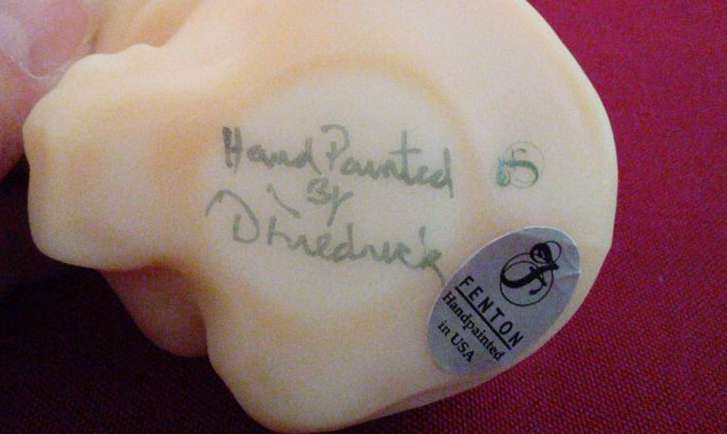 Hand Painted
By
D Fredrick
F
F
FENTON
Handpainted
in USA